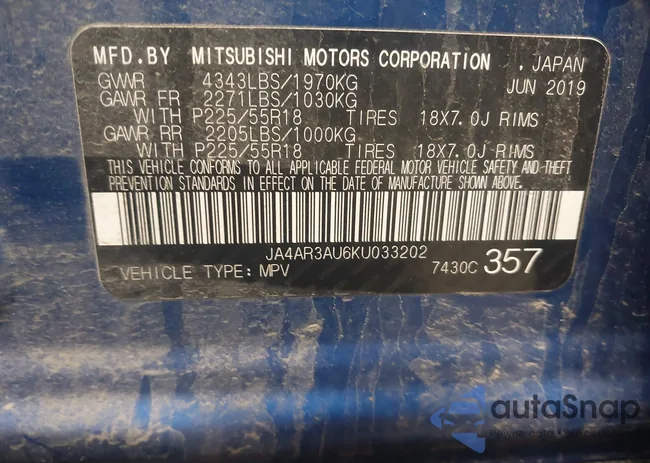 MFD.BY MITSUBISHI MOTORS CORPORATION , JAPAN
GVWR 4343LBS/1970KG JUN 2019
GAWR FR 2271LBS/1030KG
WITH P225/55R18 TIRES 18X7.0J RIMS
GAWR RR 2205LBS/1000KG
WITH P225/55R18 TIRES 18X7.0J RIMS
THIS VEHICLE CONFORMS TO ALL APPLICABLE FEDERAL MOTOR VEHICLE SAFETY AND THEFT
PREVENTION STANDARDS IN EFFECT ON THE DATE OF MANUFACTURE SHOWN ABOVE.
JA4AR3AU6KU033202
VEHICLE TYPE: MPV 7430C 357
autaSnap